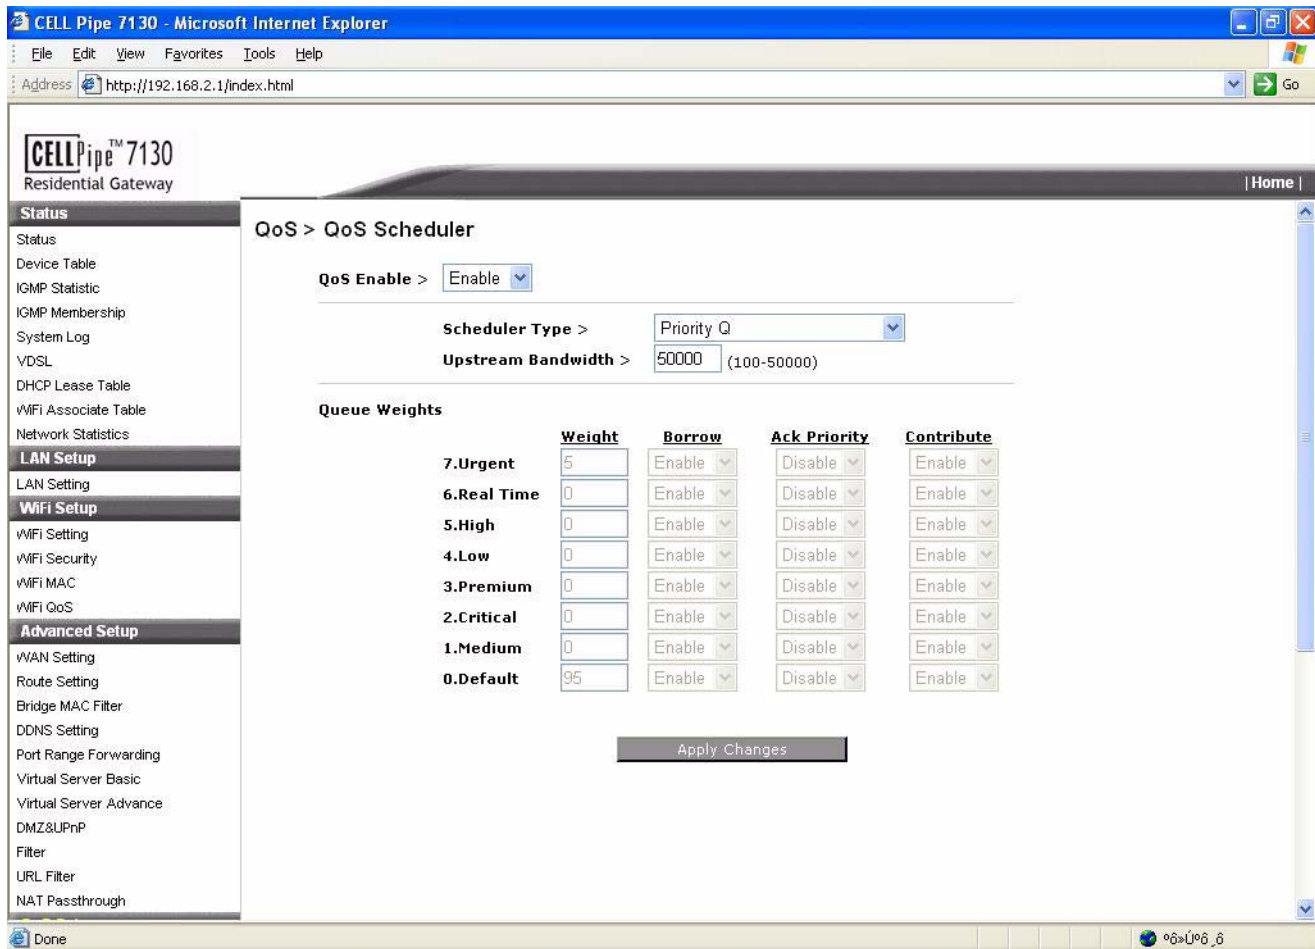 CELL Pipe 7130 - Microsoft Internet Explorer
File Edit View Favorites Tools Help
Address http://192.168.2.1/index.html Go
CELLPipe™ 7130
Residential Gateway
| Home |
Status
Status
Device Table
IGMP Statistic
IGMP Membership
System Log
VDSL
DHCP Lease Table
WiFi Associate Table
Network Statistics
LAN Setup
LAN Setting
WiFi Setup
WiFi Setting
WiFi Security
WiFi MAC
WiFi QoS
Advanced Setup
WAN Setting
Route Setting
Bridge MAC Filter
DDNS Setting
Port Range Forwarding
Virtual Server Basic
Virtual Server Advance
DMZ&UPnP
Filter
URL Filter
NAT Passthrough
QoS > QoS Scheduler
QoS Enable > Enable
Scheduler Type > Priority Q
Upstream Bandwidth > 50000 (100-50000)
Queue Weights
Weight Borrow Ack Priority Contribute
7.Urgent 5 Enable Disable Enable
6.Real Time 0 Enable Disable Enable
5.High 0 Enable Disable Enable
4.Low 0 Enable Disable Enable
3.Premium 0 Enable Disable Enable
2.Critical 0 Enable Disable Enable
1.Medium 0 Enable Disable Enable
0.Default 95 Enable Disable Enable
Apply Changes
Done